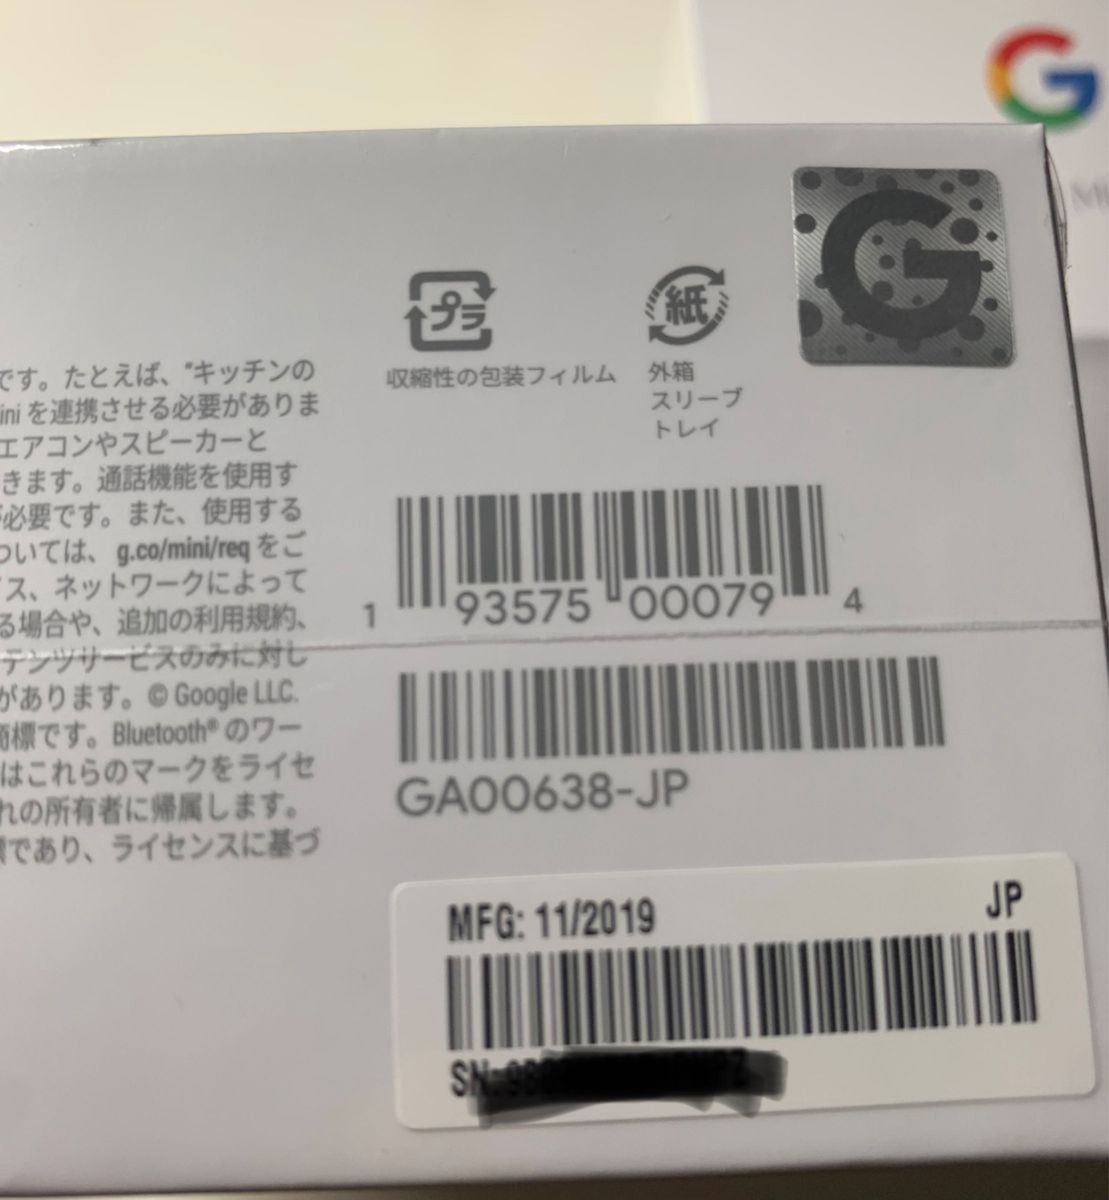 G
プラ
紙
収縮性の包装フィルム
外箱
スリーブ
トレイ
です。たとえば、"キッチンの
ini を連携させる必要がありま
エアコンやスピーカーと
きます。通話機能を使用す
必要です。また、使用する
ついては、g.co/mini/req をご
ス、ネットワークによって
る場合や、追加の利用規約、
テンツサービスのみに対し
があります。© Google LLC.
商標です。Bluetooth® のワー
はこれらのマークをライセ
れの所有者に帰属します。
標であり、ライセンスに基づ
1 93575 00079 4
GA00638-JP
MFG: 11/2019 JP
SN: